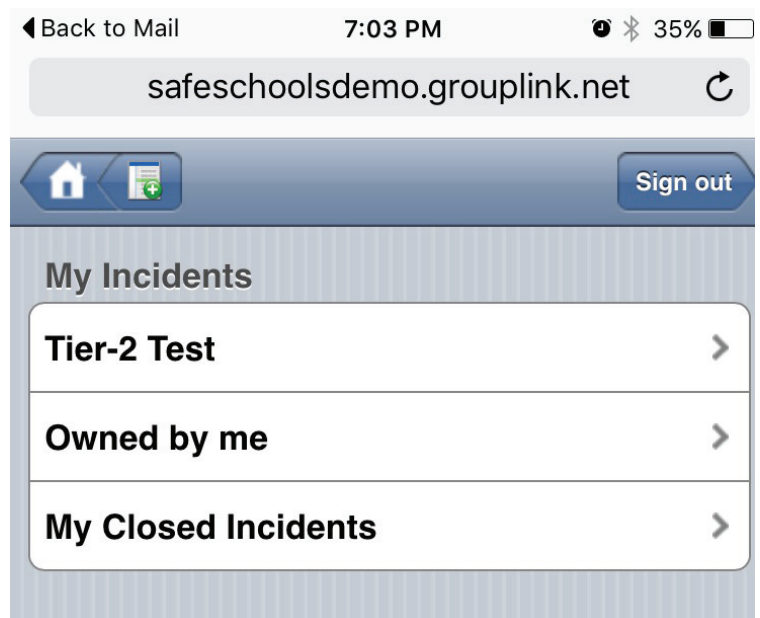 Back to Mail 7:03 PM 35%
safeschoolsdemo.grouplink.net
Sign out
My Incidents
Tier-2 Test
Owned by me
My Closed Incidents